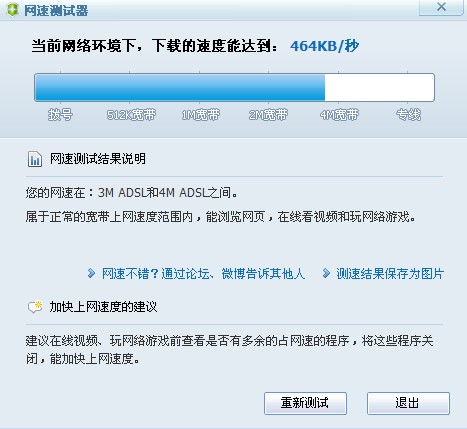 网速测试器
当前网络环境下，下载的速度能达到： 464KB/秒
拨号 512K宽带 1M宽带 2M宽带 4M宽带 专线
网速测试结果说明
您的网速在：3M ADSL和4M ADSL之间。
属于正常的宽带上网速度范围内，能浏览网页，在线看视频和玩网络游戏。
网速不错？通过论坛、微博告诉其他人 测速结果保存为图片
加快上网速度的建议
建议在线视频、玩网络游戏前查看是否有多余的占网速的程序，将这些程序关
闭，能加快上网速度。
重新测试 退出